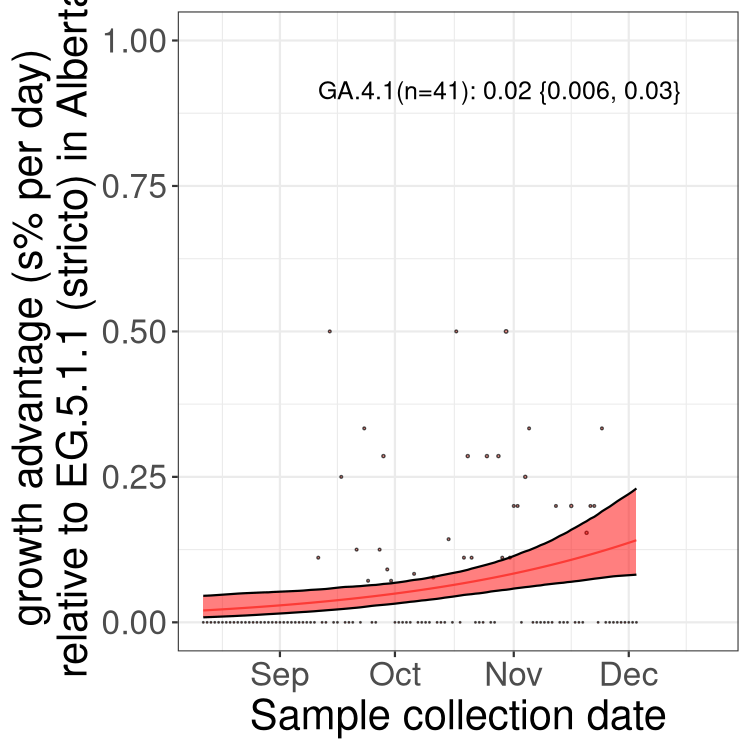 growth advantage (s% per day)
relative to EG.5.1.1 (stricto) in Alberta
1.00
0.75
0.50
0.25
0.00
GA.4.1(n=41): 0.02 {0.006, 0.03}
Sep Oct Nov Dec
Sample collection date